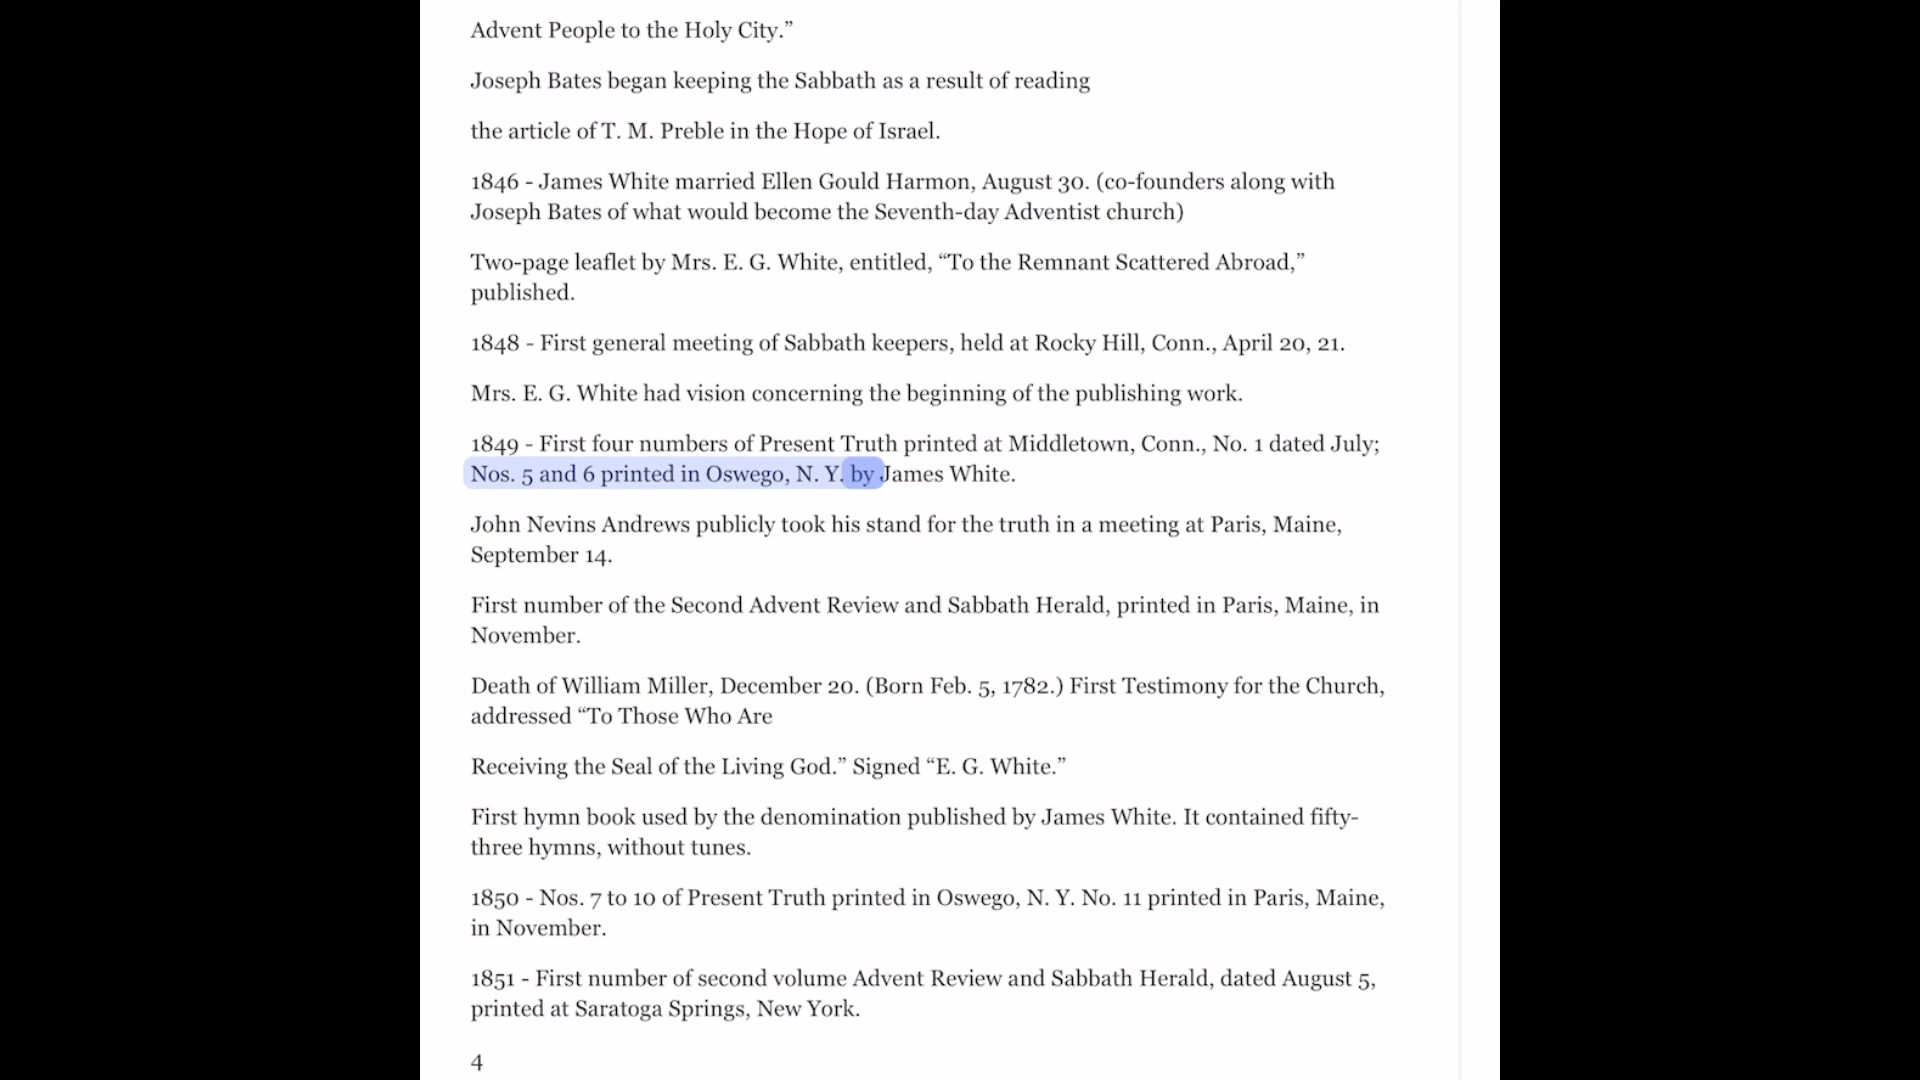 Advent People to the Holy City.”
Joseph Bates began keeping the Sabbath as a result of reading
the article of T. M. Preble in the Hope of Israel.
1846 - James White married Ellen Gould Harmon, August 30. (co-founders along with
Joseph Bates of what would become the Seventh-day Adventist church)
Two-page leaflet by Mrs. E. G. White, entitled, “To the Remnant Scattered Abroad,”
published.
1848 - First general meeting of Sabbath keepers, held at Rocky Hill, Conn., April 20, 21.
Mrs. E. G. White had vision concerning the beginning of the publishing work.
1849 - First four numbers of Present Truth printed at Middletown, Conn., No. 1 dated July;
Nos. 5 and 6 printed in Oswego, N. Y. by James White.
John Nevins Andrews publicly took his stand for the truth in a meeting at Paris, Maine,
September 14.
First number of the Second Advent Review and Sabbath Herald, printed in Paris, Maine, in
November.
Death of William Miller, December 20. (Born Feb. 5, 1782.) First Testimony for the Church,
addressed “To Those Who Are
Receiving the Seal of the Living God.” Signed “E. G. White.”
First hymn book used by the denomination published by James White. It contained fifty-
three hymns, without tunes.
1850 - Nos. 7 to 10 of Present Truth printed in Oswego, N. Y. No. 11 printed in Paris, Maine,
in November.
1851 - First number of second volume Advent Review and Sabbath Herald, dated August 5,
printed at Saratoga Springs, New York.
4